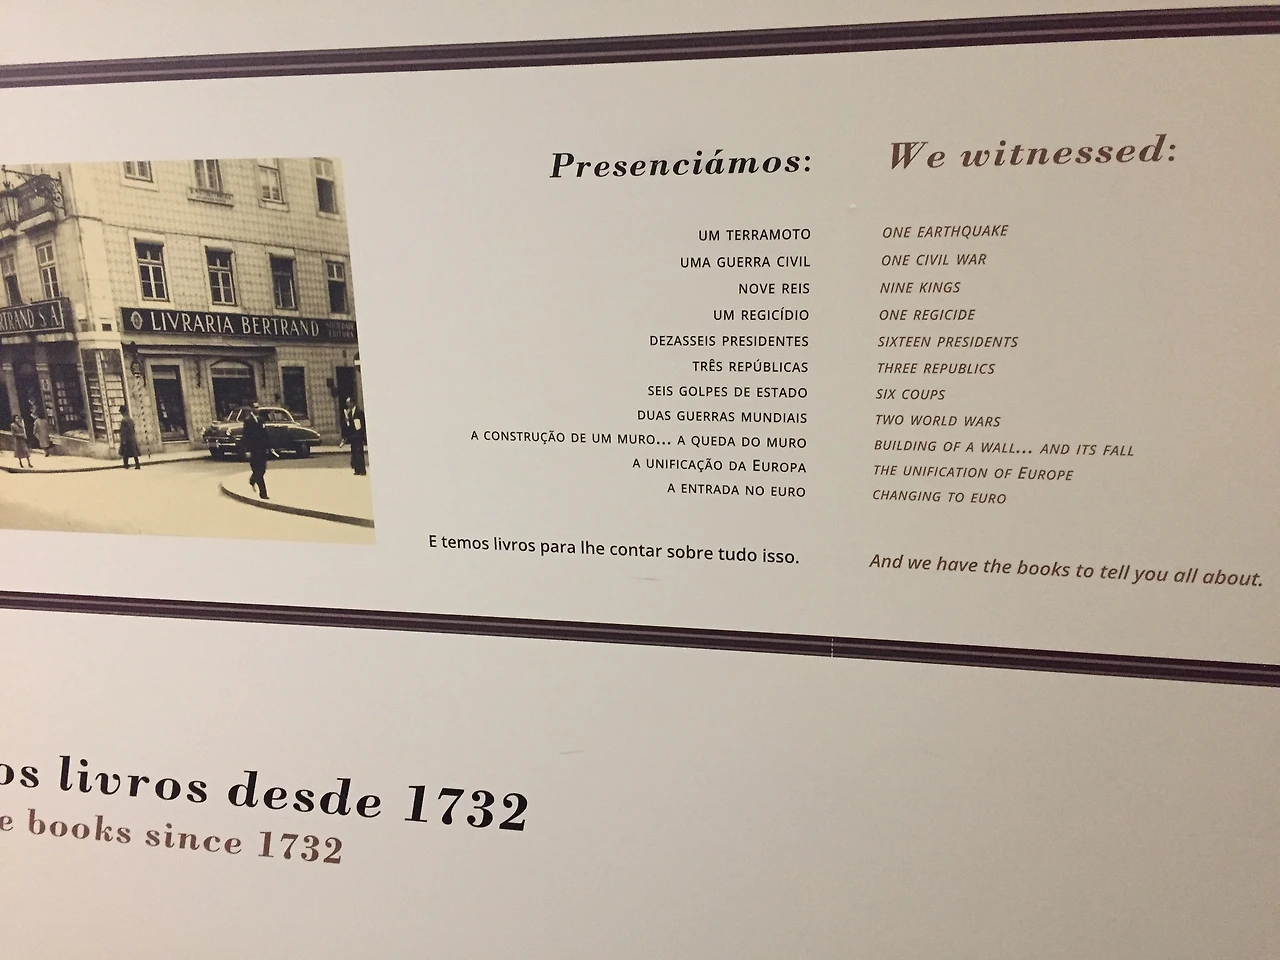 RTRAND S.A
LIVRARIA BERTRAND
Presenciámos:
UM TERRAMOTO
UMA GUERRA CIVIL
NOVE REIS
UM REGICÍDIO
DEZASSEIS PRESIDENTES
TRÊS REPÚBLICAS
SEIS GOLPES DE ESTADO
DUAS GUERRAS MUNDIAIS
A CONSTRUÇÃO DE UM MURO... A QUEDA DO MURO
A UNIFICAÇÃO DA EUROPA
A ENTRADA NO EURO
E temos livros para lhe contar sobre tudo isso.
We witnessed:
ONE EARTHQUAKE
ONE CIVIL WAR
NINE KINGS
ONE REGICIDE
SIXTEEN PRESIDENTS
THREE REPUBLICS
SIX COUPS
TWO WORLD WARS
BUILDING OF A WALL... AND ITS FALL
THE UNIFICATION OF EUROPE
CHANGING TO EURO
And we have the books to tell you all about.
os livros desde 1732
e books since 1732